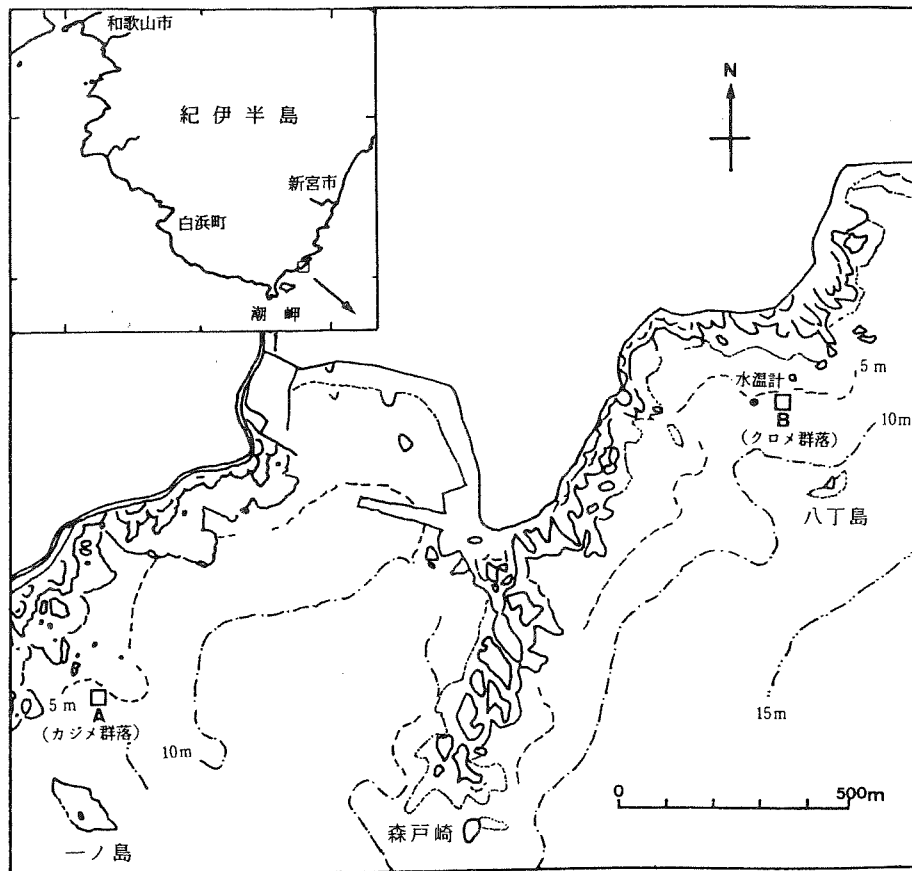 和歌山市
紀伊半島
新宮市
白浜町
潮岬
N
水温計
5m
B
10m
(クロメ群落)
八丁島
5m
A
(カジメ群落)
10m
15m
0
500m
森戸崎
一ノ島